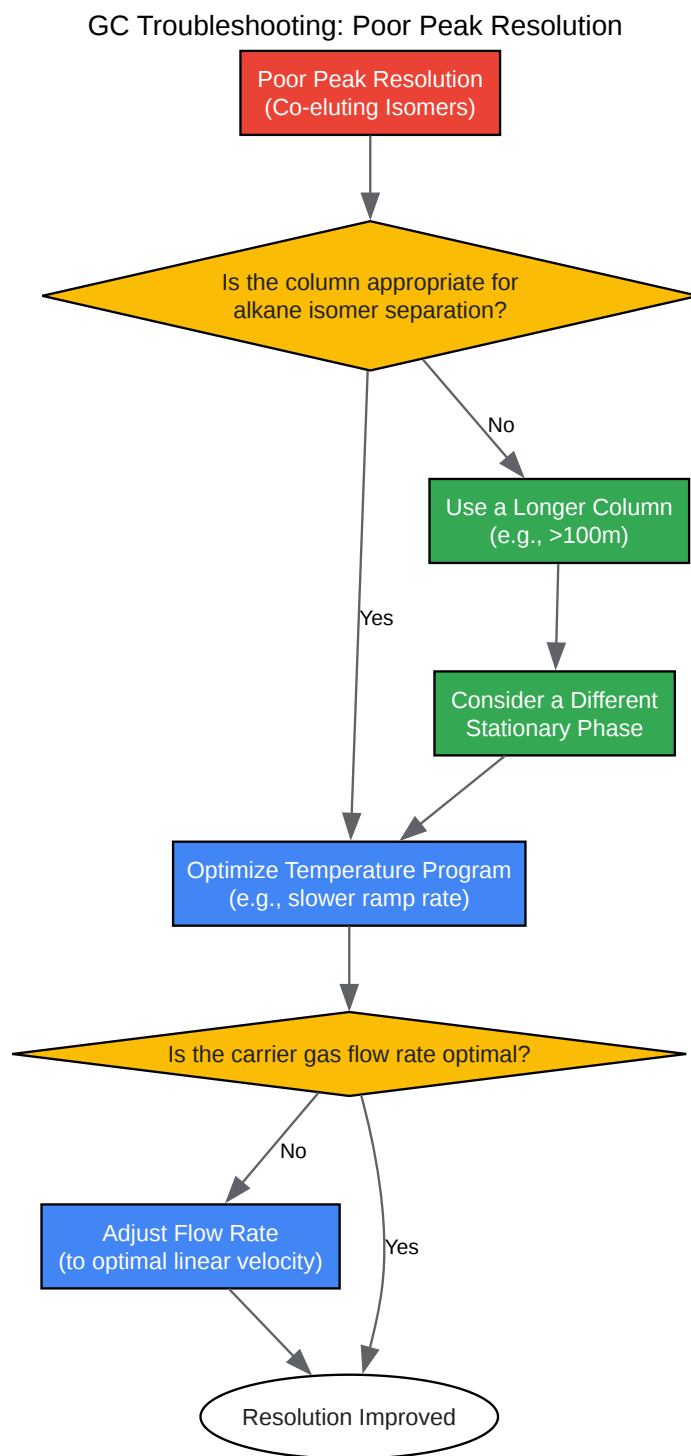 GC Troubleshooting: Poor Peak Resolution
Poor Peak Resolution
(Co-eluting Isomers)
Is the column appropriate for
alkane isomer separation?
No
Use a Longer Column
(e.g., >100m)
Yes
Consider a Different
Stationary Phase
Optimize Temperature Program
(e.g., slower ramp rate)
Is the carrier gas flow rate optimal?
No
Adjust Flow Rate
(to optimal linear velocity)
Yes
Resolution Improved